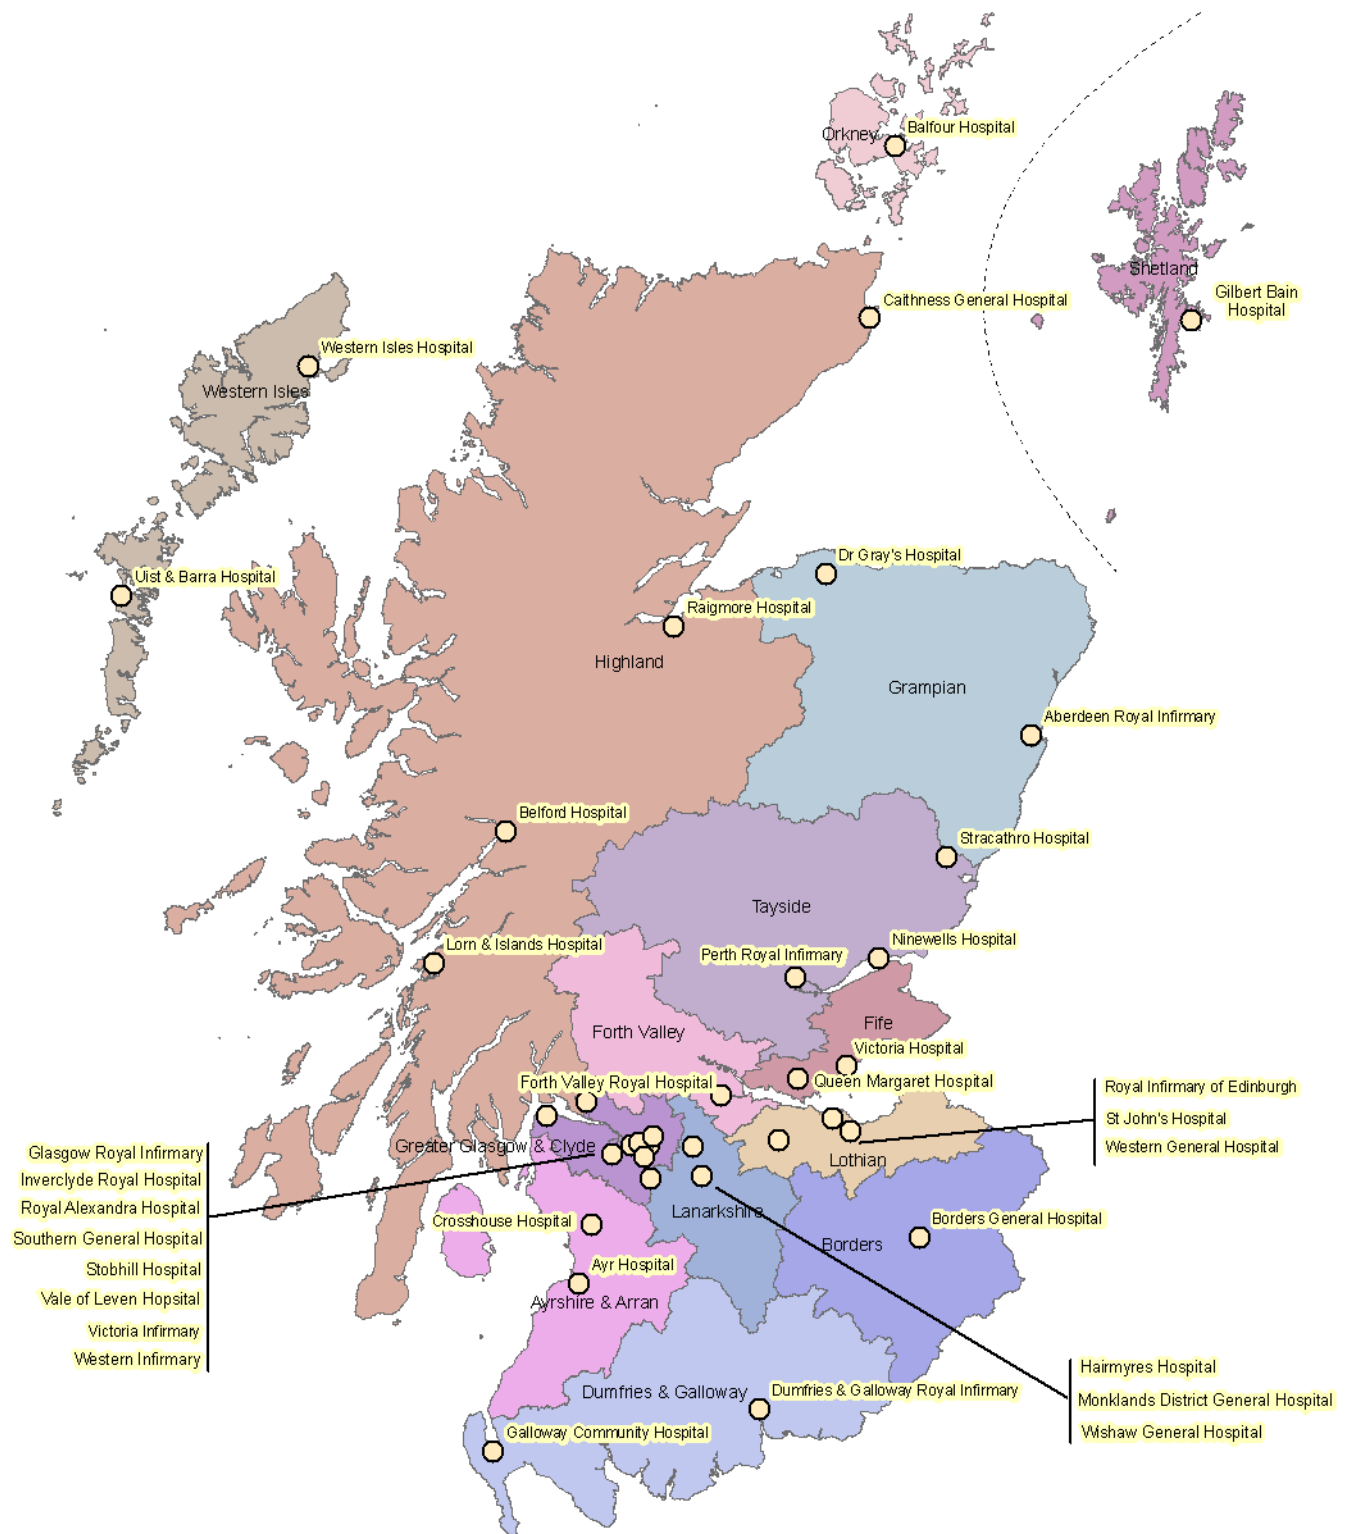 Balfour Hospital
Orkney
Shetland
Gilbert Bain
Hospital
Caithness General Hospital
Western Isles Hospital
Western Isles
Dr Gray's Hospital
Uist & Barra Hospital
Raigmore Hospital
Highland
Grampian
Aberdeen Royal Infirmary
Belford Hospital
Stracathro Hospital
Tayside
Ninewells Hospital
Lorn & Islands Hospital
Perth Royal Infirmary
Fife
Forth Valley
Victoria Hospital
Forth Valley Royal Hospital
Queen Margaret Hospital
Royal Infirmary of Edinburgh
St John's Hospital
Western General Hospital
Greater Glasgow & Clyde
Lothian
Glasgow Royal Infirmary
Inverclyde Royal Hospital
Royal Alexandra Hospital
Southern General Hospital
Stobhill Hospital
Vale of Leven Hopsital
Victoria Infirmary
Western Infirmary
Lanarkshire
Crosshouse Hospital
Borders General Hospital
Borders
Ayr Hospital
Ayrshire & Arran
Hairmyres Hospital
Monklands District General Hospital
Wishaw General Hospital
Dumfries & Galloway
Dumfries & Galloway Royal Infirmary
Galloway Community Hospital